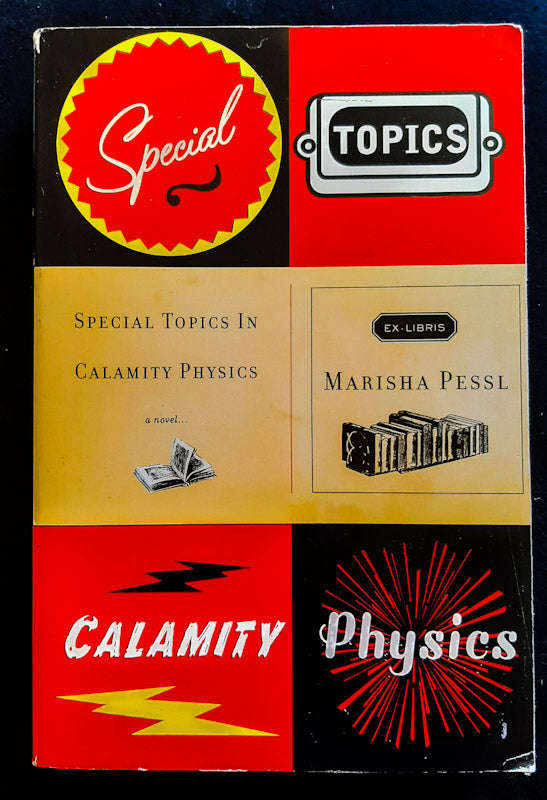 Special
TOPICS
SPECIAL TOPICS IN
CALAMITY PHYSICS
a novel...
EX-LIBRIS
MARISHA PESSL
CALAMITY
Physics